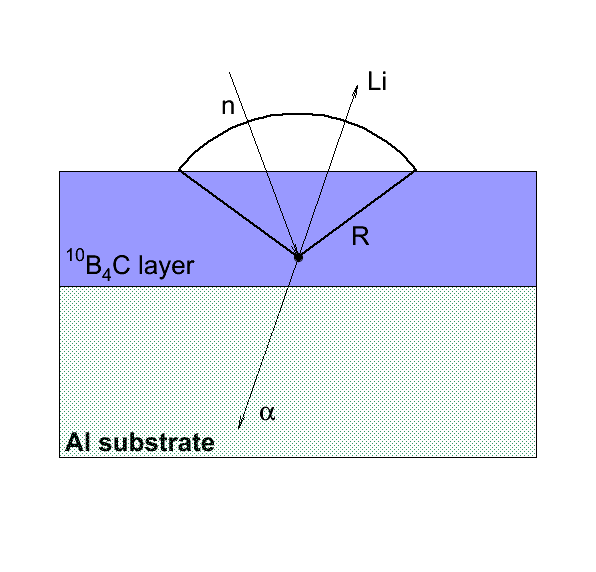 Li
n
R
¹⁰B₄C layer
α
Al substrate